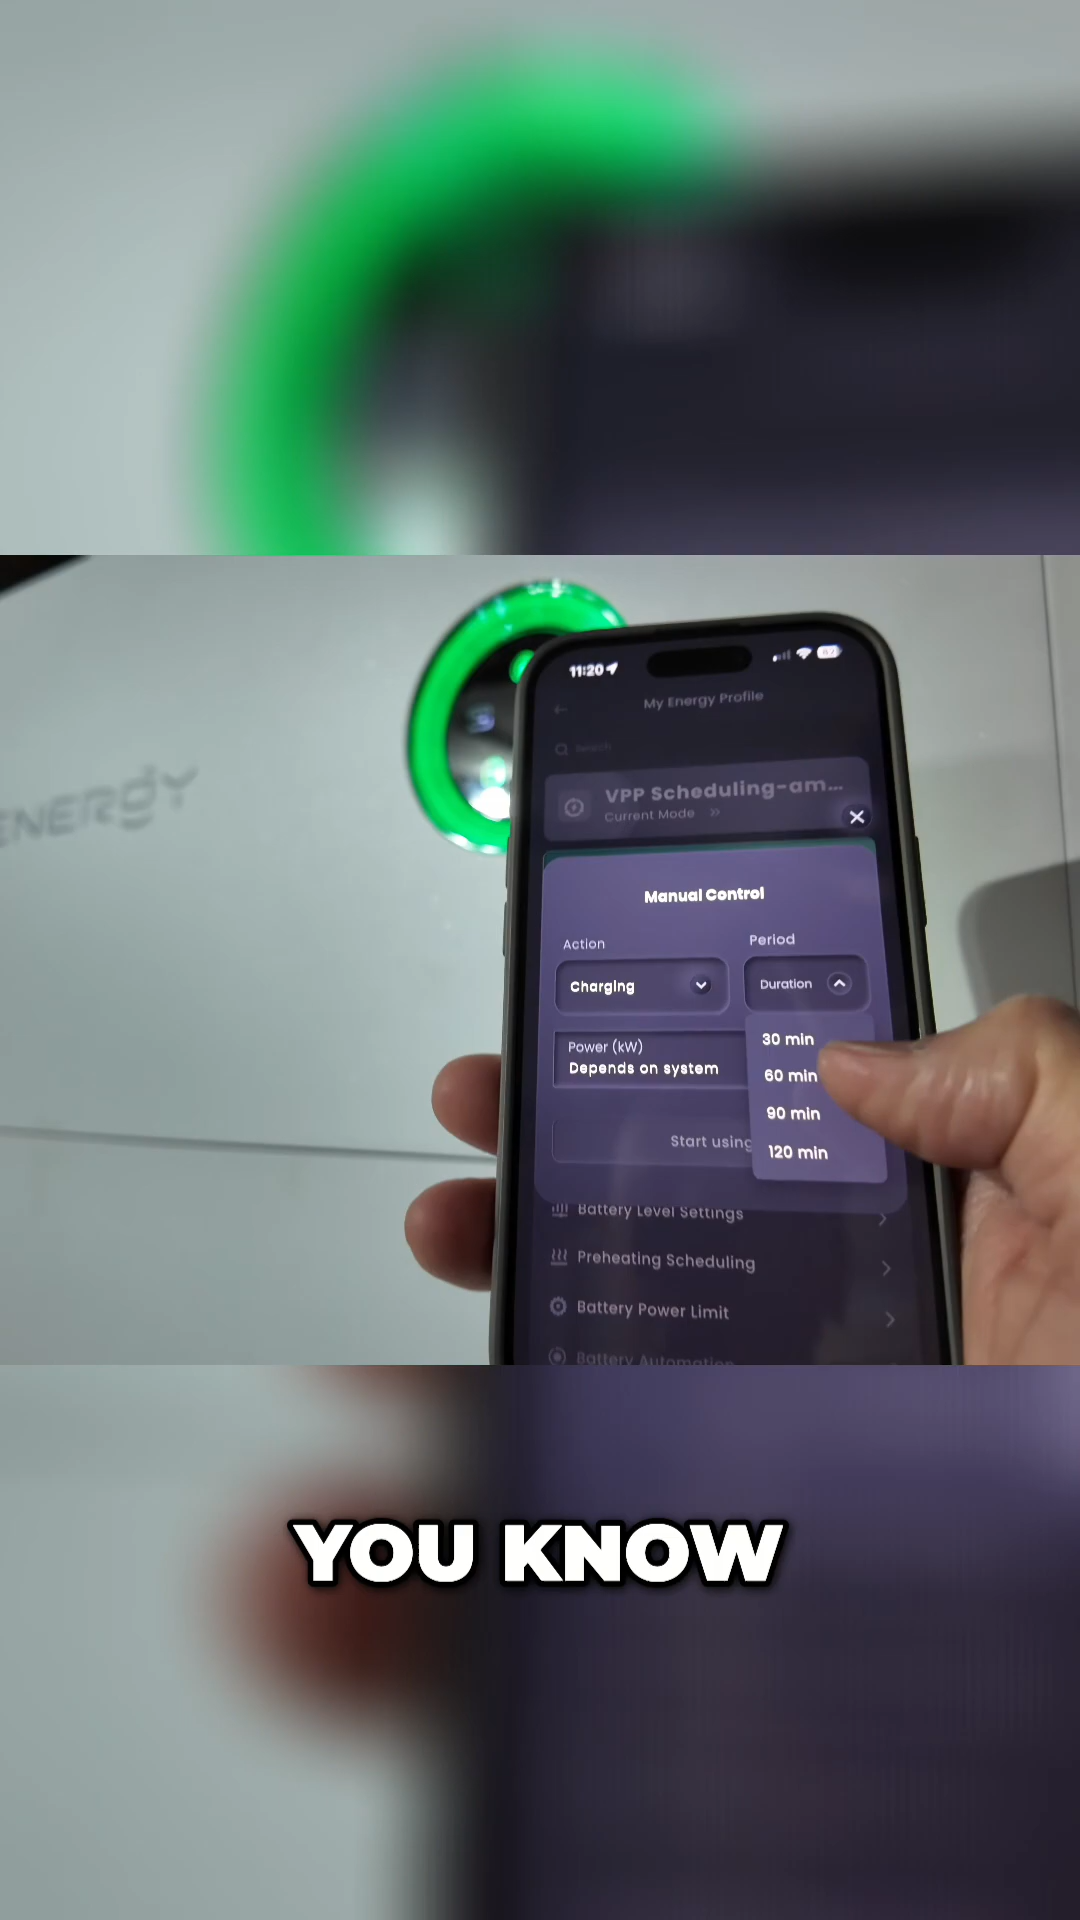 ENERGY
11:20
87
My Energy Profile
Search
VPP Scheduling-am...
Current Mode
Manual Control
Action
Period
Charging
Duration
30 min
Power (kW)
Depends on system
60 min
90 min
Start using
120 min
Battery Level Settings
Preheating Scheduling
Battery Power Limit
Battery Automation
YOU KNOW